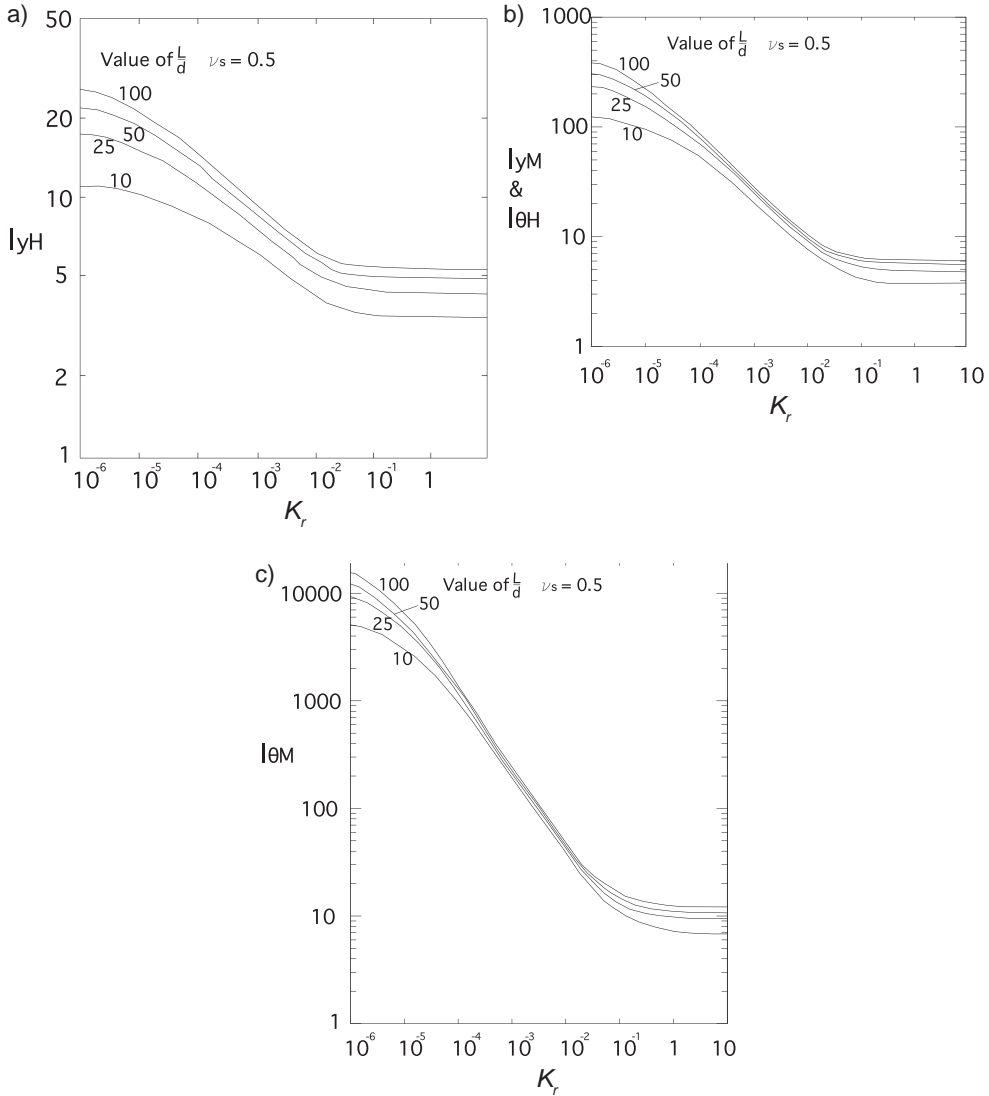 a)
50
20
10
5
2
1
IyH
Value of L/d νs = 0.5
100
50
25
10
10⁻⁶ 10⁻⁵ 10⁻⁴ 10⁻³ 10⁻² 10⁻¹ 1
Kr
b)
1000
100
10
1
IyM
&
IθH
Value of L/d νs = 0.5
100
50
25
10
10⁻⁶ 10⁻⁵ 10⁻⁴ 10⁻³ 10⁻² 10⁻¹ 1 10
Kr
c)
10000
1000
100
10
1
IθM
Value of L/d νs = 0.5
100
50
25
10
10⁻⁶ 10⁻⁵ 10⁻⁴ 10⁻³ 10⁻² 10⁻¹ 1 10
Kr